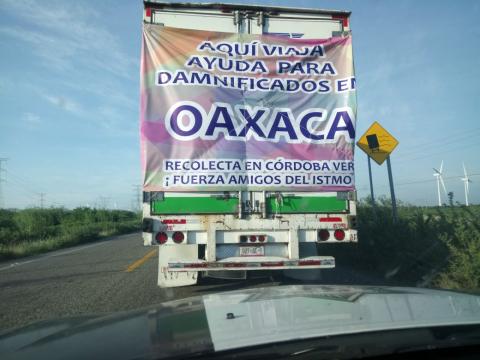 AQUÍ VIAJA
AYUDA PARA
DAMNIFICADOS EN
OAXACA
RECOLECTA EN CÓRDOBA VER
¡FUERZA AMIGOS DEL ISTMO